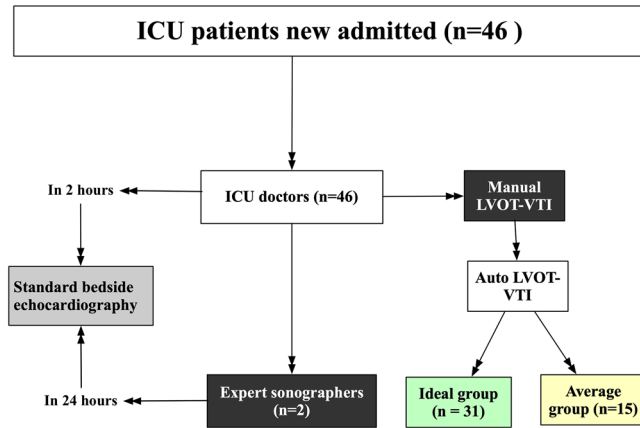 ICU patients new admitted (n=46 )
In 2 hours
ICU doctors (n=46)
Manual
LVOT-VTI
Standard bedside
echocardiography
Auto LVOT-
VTI
In 24 hours
Expert sonographers
(n=2)
Ideal group
(n = 31)
Average
group (n=15)